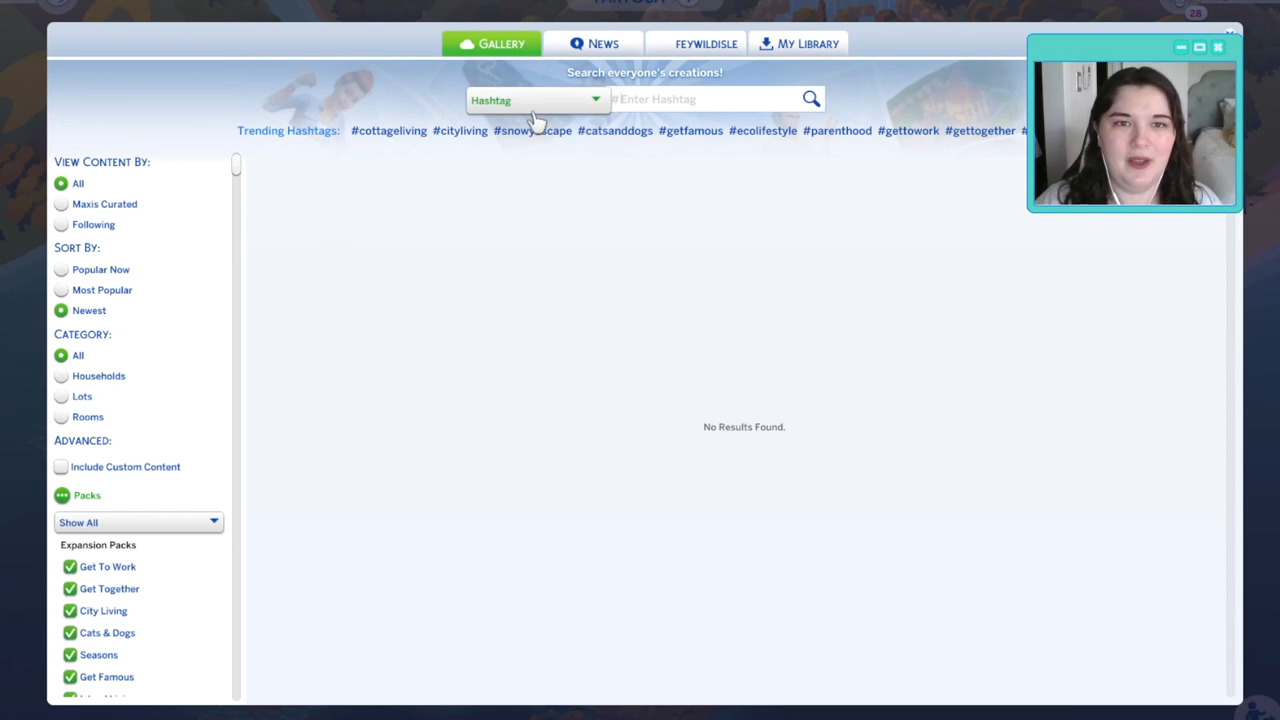 28
GALLERY NEWS FEYWILDISLE MY LIBRARY
Search everyone's creations!
Hashtag # Enter Hashtag
Trending Hashtags: #cottageliving #cityliving #catsanddogs #getfamous #ecolifestyle #parenthood #gettowork #gettogether #
VIEW CONTENT BY:
All
Maxis Curated
Following
SORT BY:
Popular Now
Most Popular
Newest
CATEGORY:
All
Households
Lots
Rooms
ADVANCED:
Include Custom Content
Packs
Show All
Expansion Packs
Get To Work
Get Together
City Living
Cats & Dogs
Seasons
Get Famous
No Results Found.